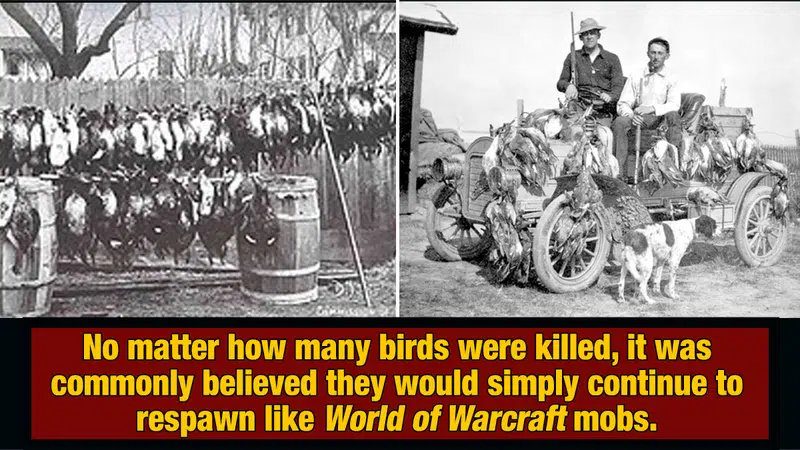 No matter how many birds were killed, it was
commonly believed they would simply continue to
respawn like World of Warcraft mobs.